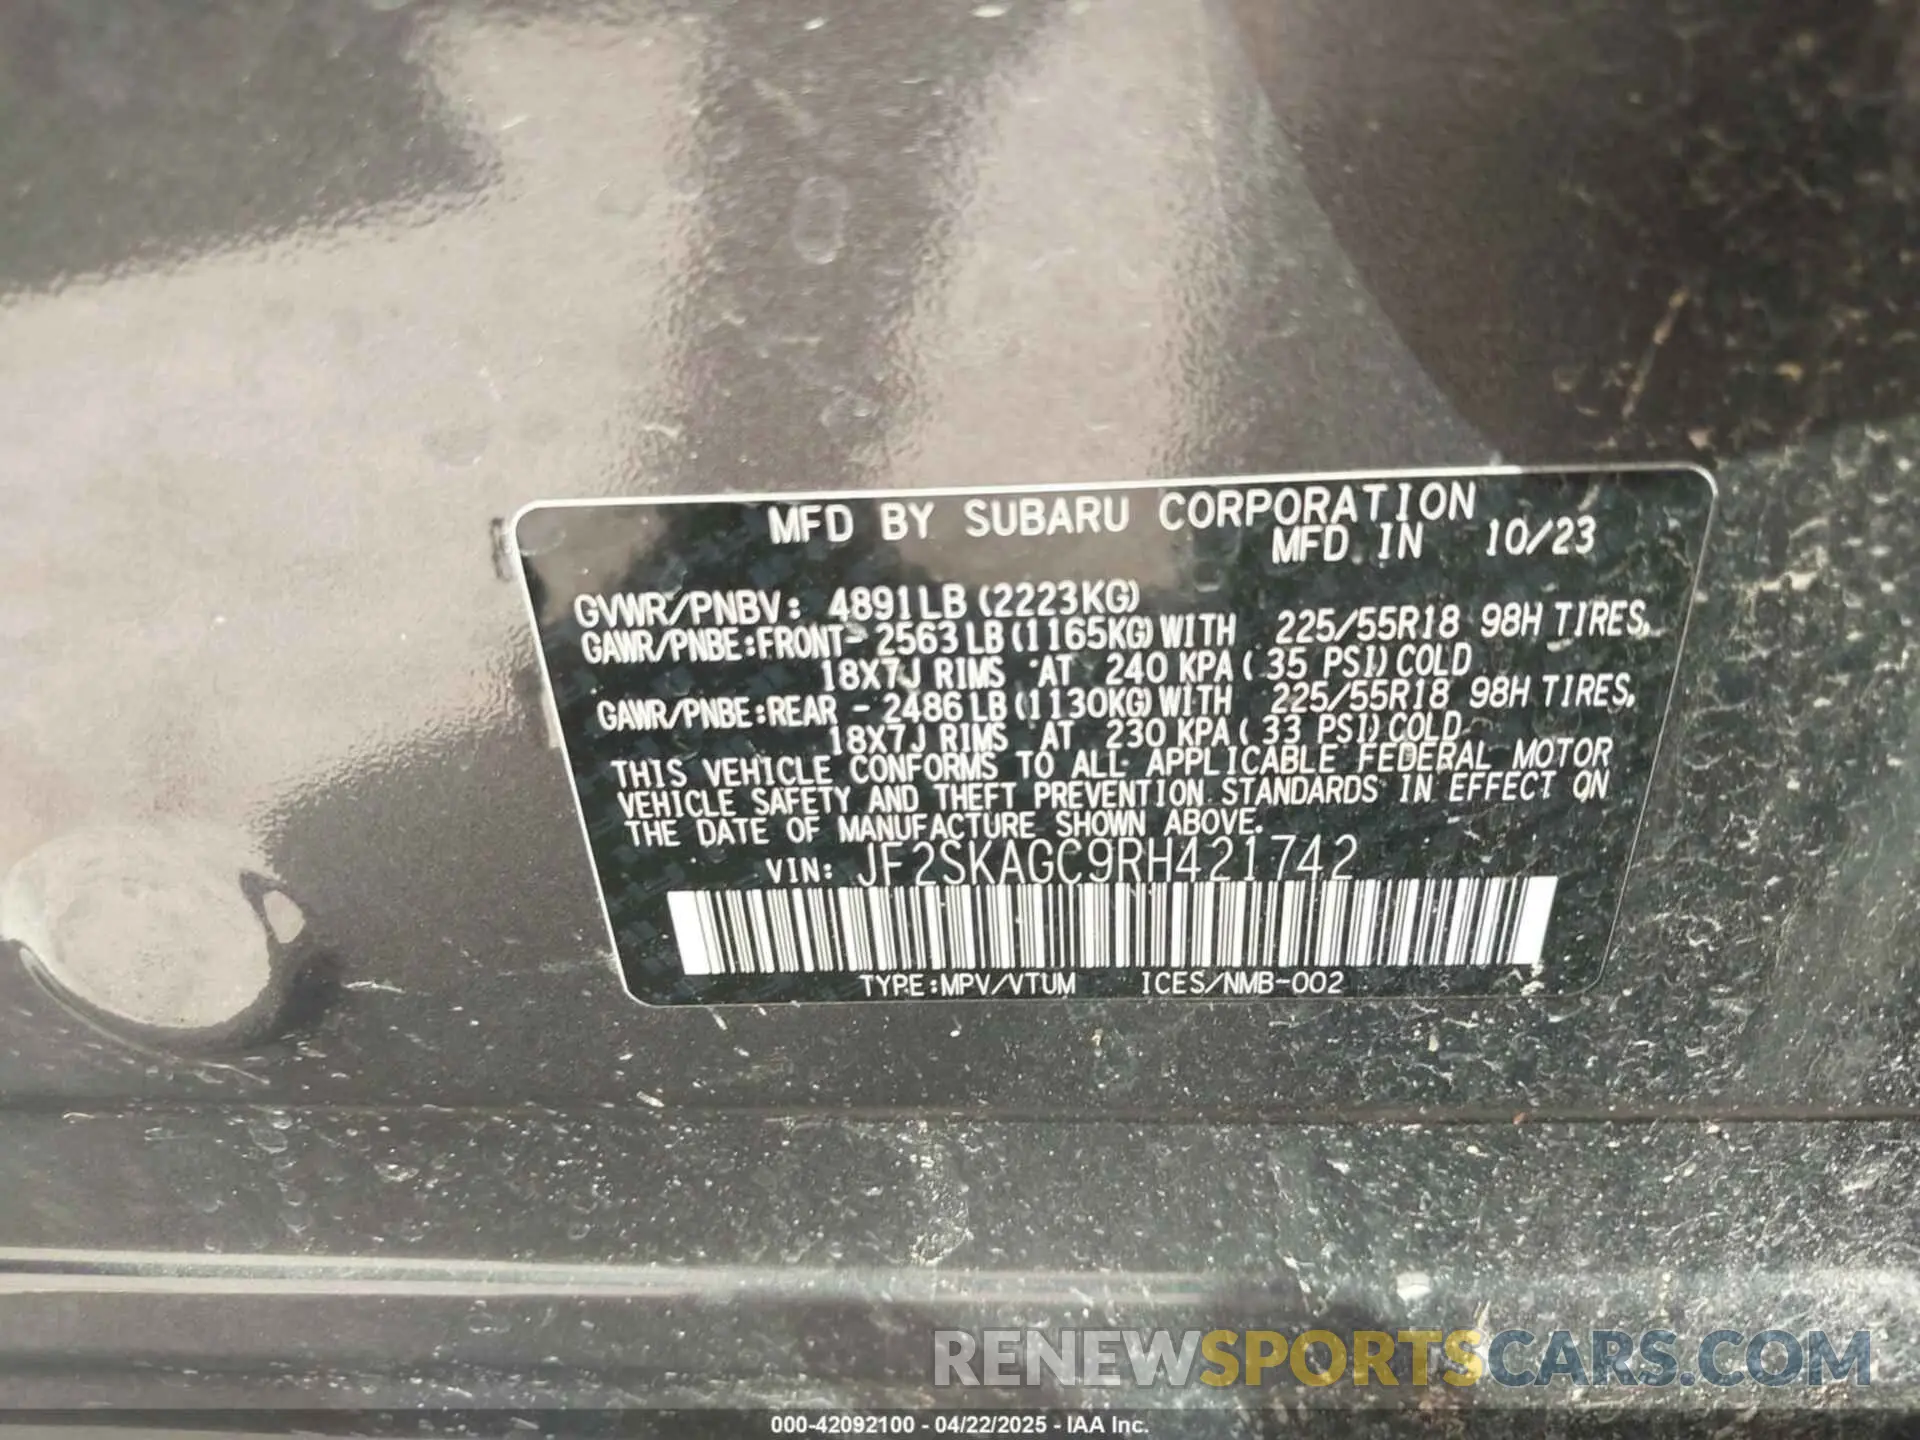 MFD BY SUBARU CORPORATION
MFD IN 10/23
GVWR/PNBV: 4891LB (2223KG)
GAWR/PNBE:FRONT- 2563LB(1165KG)WITH 225/55R18 98H TIRES,
18X7J RIMS AT 240 KPA( 35 PSI)COLD
GAWR/PNBE:REAR - 2486LB(1130KG)WITH 225/55R18 98H TIRES,
18X7J RIMS AT 230 KPA( 33 PSI)COLD
THIS VEHICLE CONFORMS TO ALL APPLICABLE FEDERAL MOTOR
VEHICLE SAFETY AND THEFT PREVENTION STANDARDS IN EFFECT ON
THE DATE OF MANUFACTURE SHOWN ABOVE.
VIN: JF2SKAGC9RH421742
TYPE:MPV/VTUM ICES/NMB-002
RENEWSPORTSCARS.COM
000-42092100 - 04/22/2025 - IAA Inc.